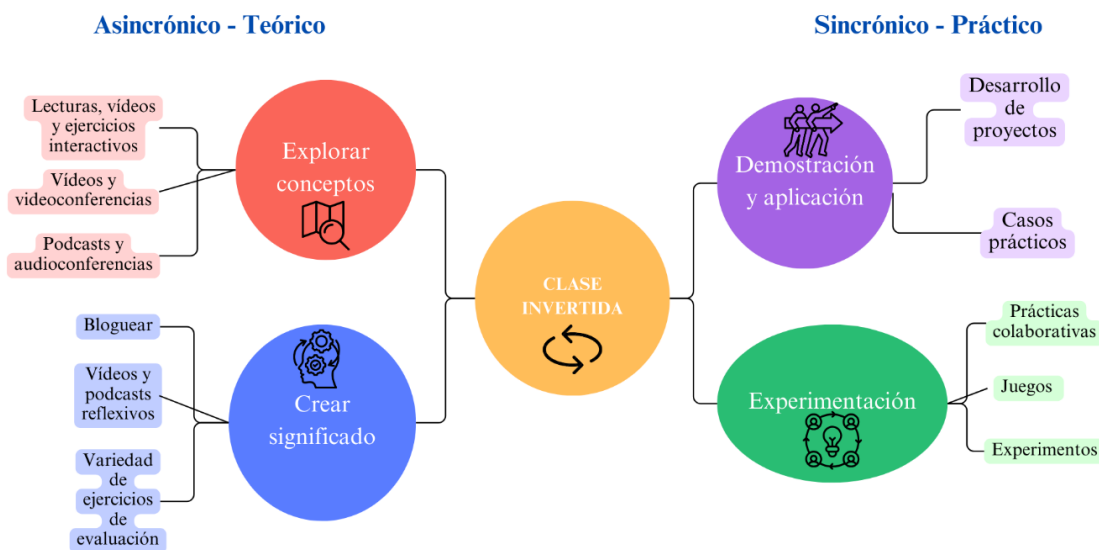 Asincrónico - Teórico
Sincrónico - Práctico
Lecturas, vídeos
y ejercicios
interactivos
Vídeos y
videoconferencias
Podcasts y
audioconferencias
Explorar
conceptos
Bloguear
Vídeos y
podcasts
reflexivos
Variedad
de
ejercicios
de
evaluación
Crear
significado
CLASE
INVERTIDA
Demostración
y aplicación
Desarrollo
de
proyectos
Casos
prácticos
Experimentación
Prácticas
colaborativas
Juegos
Experimentos